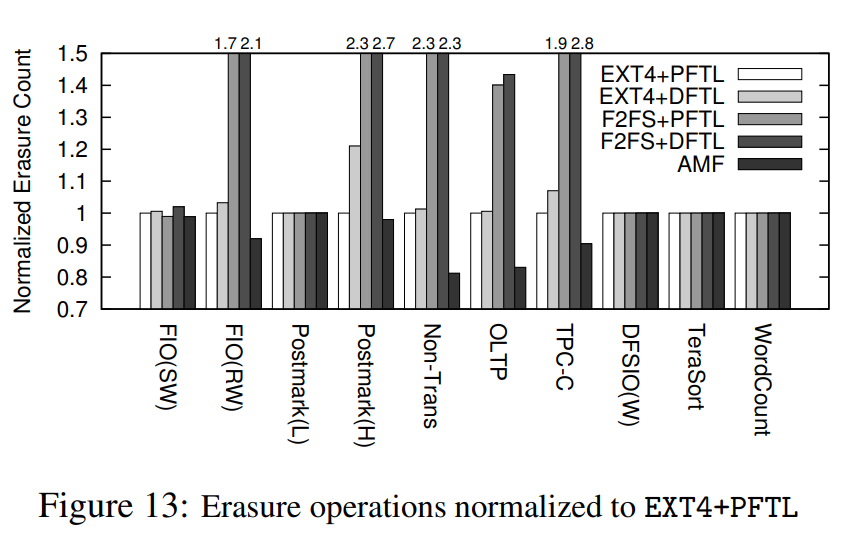 1.7 2.1 2.3 2.7 2.3 2.3 1.9 2.8
Normalized Erasure Count
1.5
1.4
1.3
1.2
1.1
1
0.9
0.8
0.7
EXT4+PFTL
EXT4+DFTL
F2FS+PFTL
F2FS+DFTL
AMF
FIO(SW)
FIO(RW)
Postmark(L)
Postmark(H)
Non-Trans
OLTP
TPC-C
DFSIO(W)
TeraSort
WordCount
Figure 13: Erasure operations normalized to EXT4+PFTL